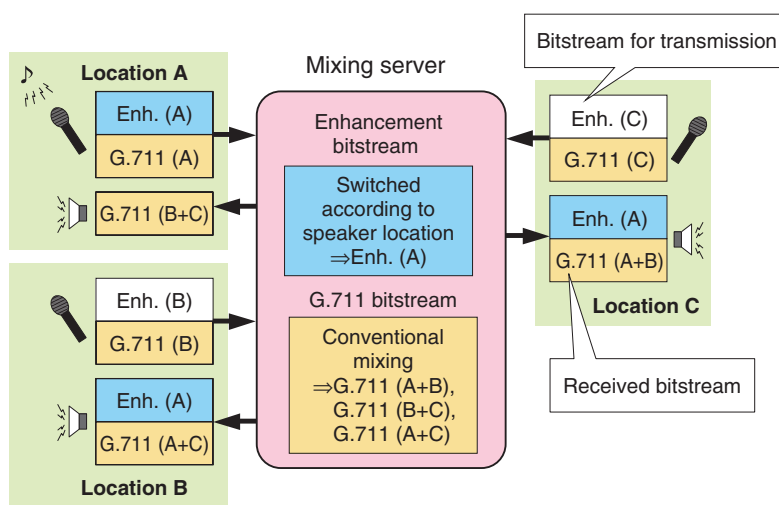 Location A
Enh. (A)
G.711 (A)
G.711 (B+C)
Enh. (B)
G.711 (B)
Enh. (A)
G.711 (A+C)
Location B
Mixing server
Enhancement
bitstream
Switched
according to
speaker location
⇒Enh. (A)
G.711 bitstream
Conventional
mixing
⇒G.711 (A+B),
G.711 (B+C),
G.711 (A+C)
Bitstream for transmission
Enh. (C)
G.711 (C)
Enh. (A)
G.711 (A+B)
Location C
Received bitstream